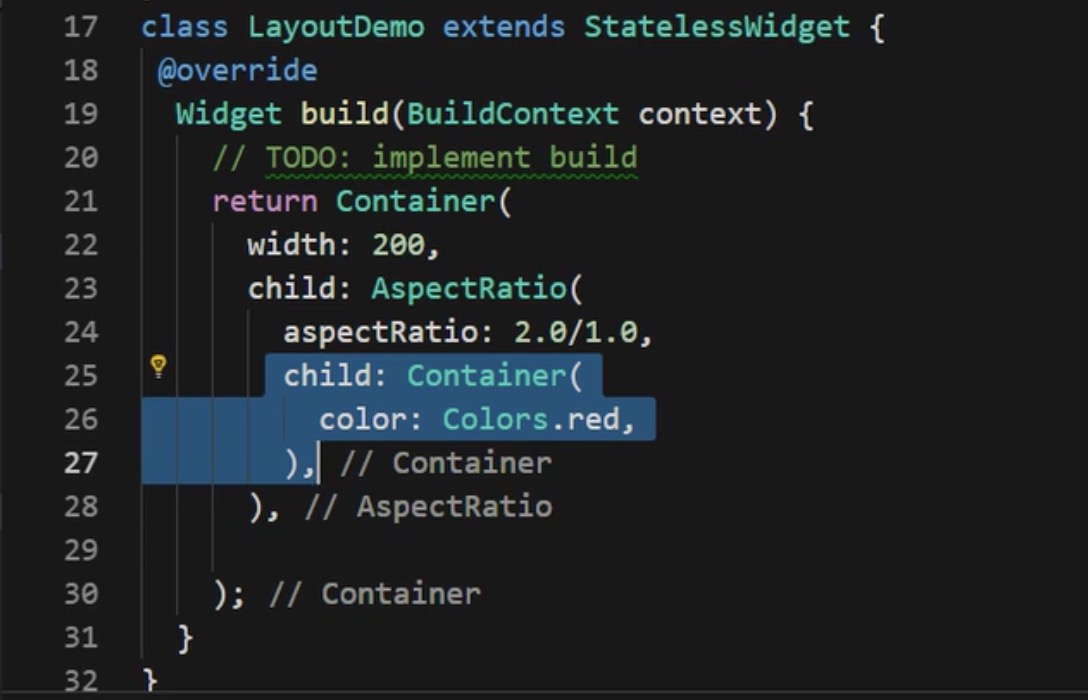 17 class LayoutDemo extends StatelessWidget {
18 @override
19 Widget build(BuildContext context) {
20 // TODO: implement build
21 return Container(
22 width: 200,
23 child: AspectRatio(
24 aspectRatio: 2.0/1.0,
25 child: Container(
26 color: Colors.red,
27 ), // Container
28 ), // AspectRatio
29
30 ); // Container
31 }
32 }